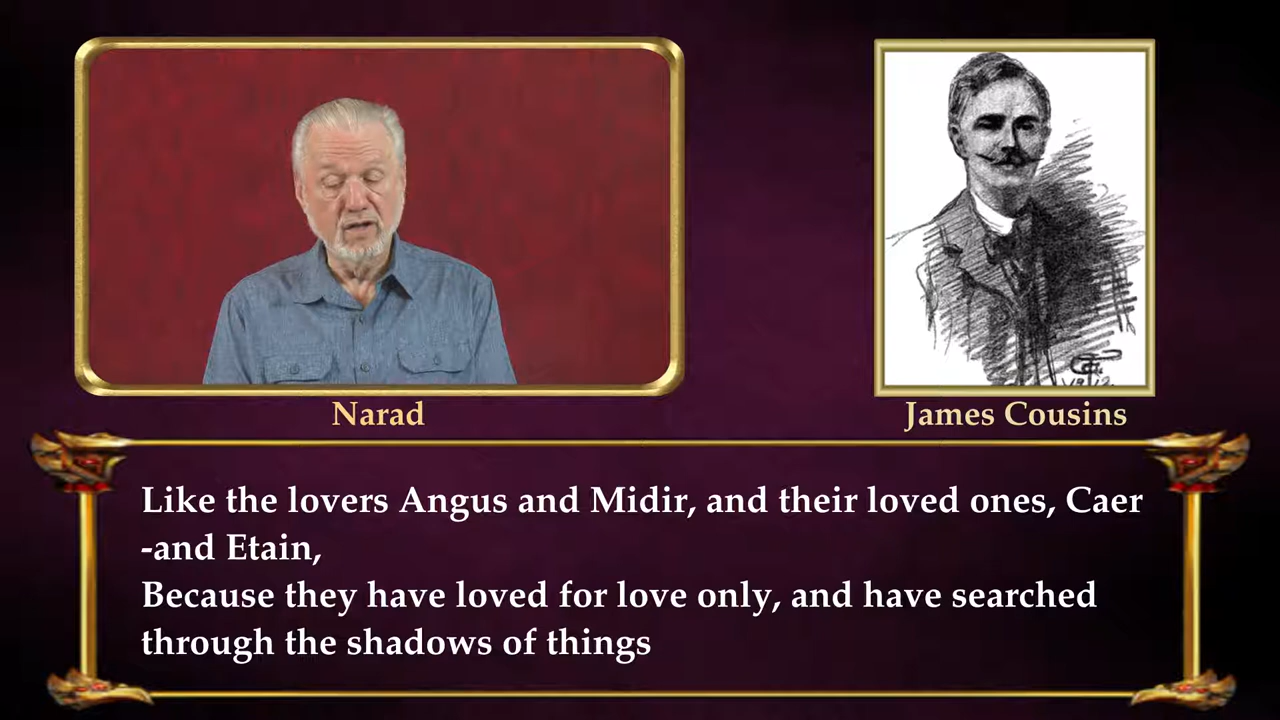 Narad
James Cousins
Like the lovers Angus and Midir, and their loved ones, Caer
-and Etain,
Because they have loved for love only, and have searched
through the shadows of things